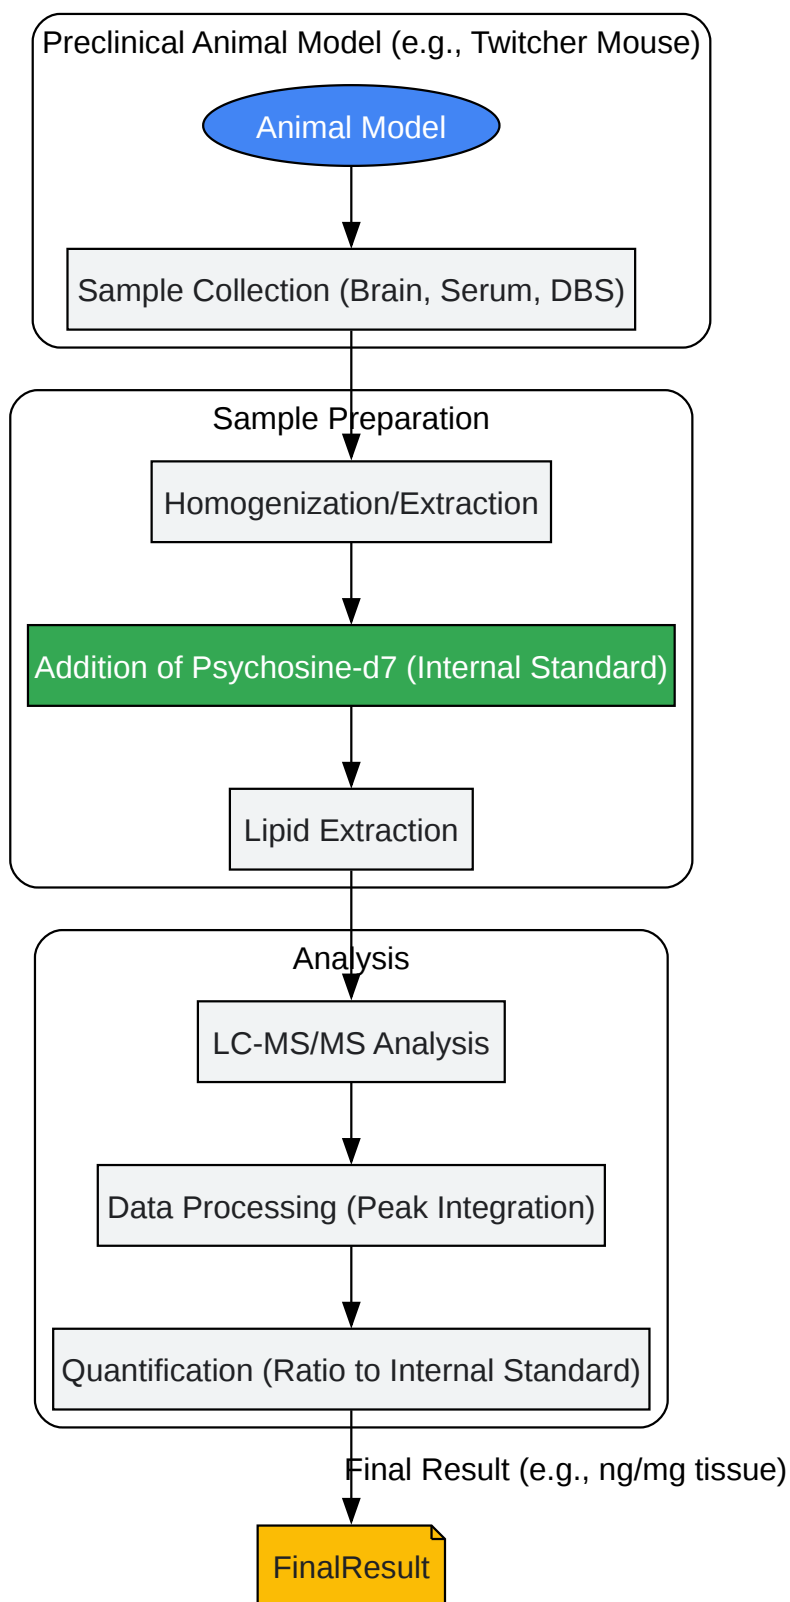 Preclinical Animal Model (e.g., Twitcher Mouse)
Animal Model
Sample Collection (Brain, Serum, DBS)
Sample Preparation
Homogenization/Extraction
Addition of Psychosine-d7 (Internal Standard)
Lipid Extraction
Analysis
LC-MS/MS Analysis
Data Processing (Peak Integration)
Quantification (Ratio to Internal Standard)
Final Result (e.g., ng/mg tissue)
FinalResult